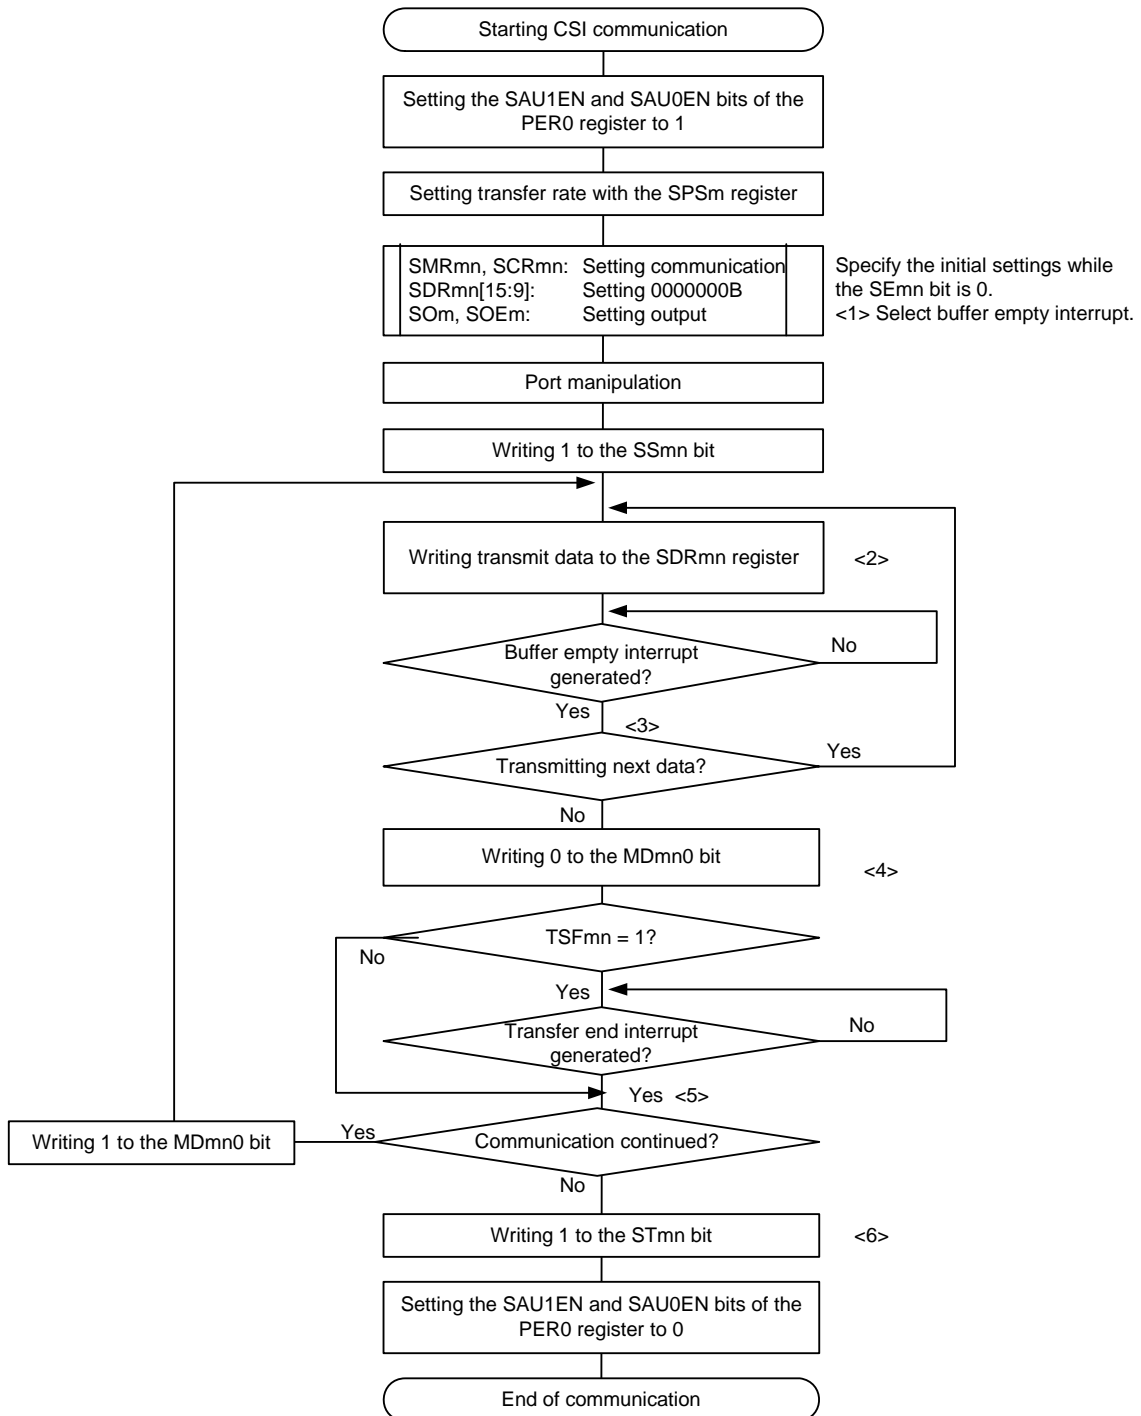 Starting CSI communication
Setting the SAU1EN and SAU0EN bits of the
PER0 register to 1
Setting transfer rate with the SPSm register
SMRmn, SCRmn: Setting communication
SDRmn[15:9]: Setting 0000000B
SOm, SOEm: Setting output
Specify the initial settings while
the SEmn bit is 0.
<1> Select buffer empty interrupt.
Port manipulation
Writing 1 to the SSmn bit
Writing transmit data to the SDRmn register
<2>
Buffer empty interrupt
generated?
No
Yes
<3>
Transmitting next data?
Yes
No
Writing 0 to the MDmn0 bit
<4>
TSFmn = 1?
No
Yes
Transfer end interrupt
generated?
No
Yes <5>
Writing 1 to the MDmn0 bit
Yes
Communication continued?
No
Writing 1 to the STmn bit
<6>
Setting the SAU1EN and SAU0EN bits of the
PER0 register to 0
End of communication